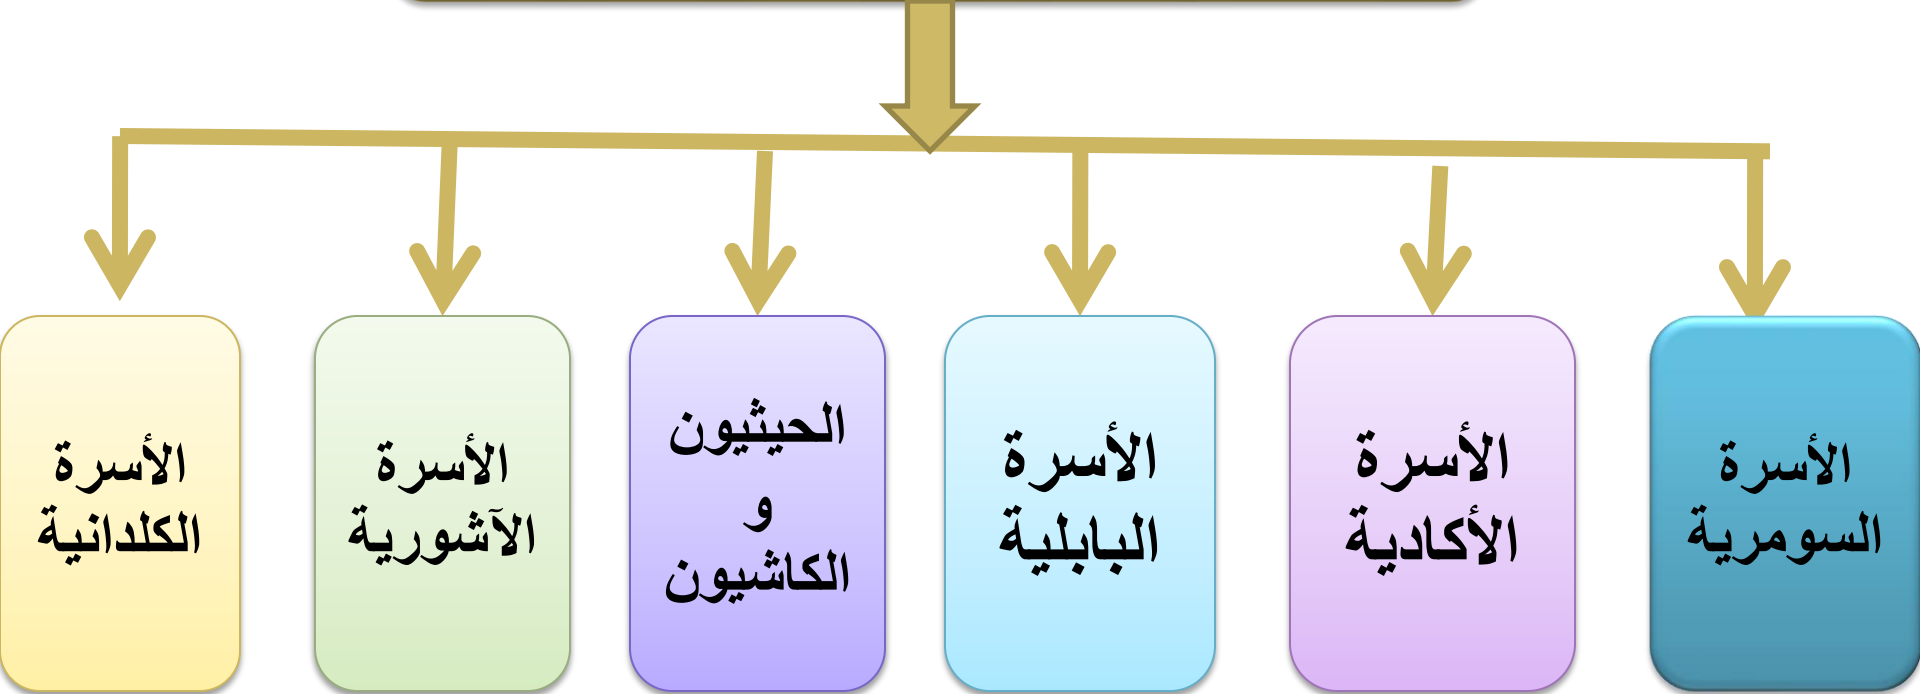 الأسرة
السومرية
الأسرة
الأكادية
الأسرة
البابلية
الحيثيون
و
الكاشيون
الأسرة
الآشورية
الأسرة
الكلدانية